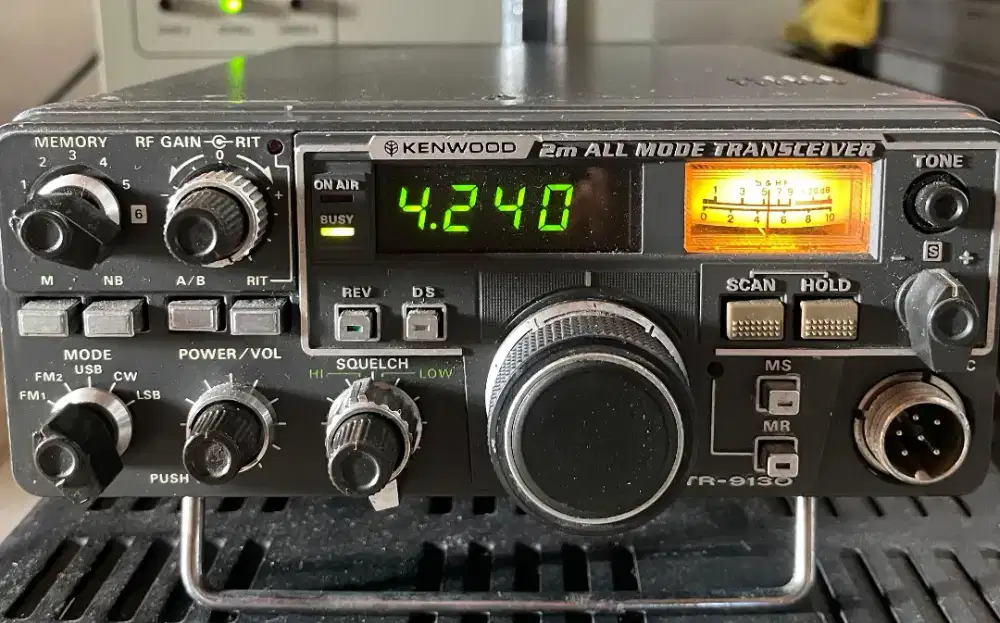 MEMORY
1 2 3 4 5 6
RF GAIN RIT
0
- +
KENWOOD 2m ALL MODE TRANSCEIVER
ON AIR
BUSY
4.240
S
1 3 5 7 9
0 2 4 6 8 10
TONE
- S +
M NB A/B RIT
REV DS
SCAN HOLD
MODE
FM1 FM2 USB CW LSB
POWER/VOL
PUSH
SQUELCH
HI LOW
MS
MR
TR-9130